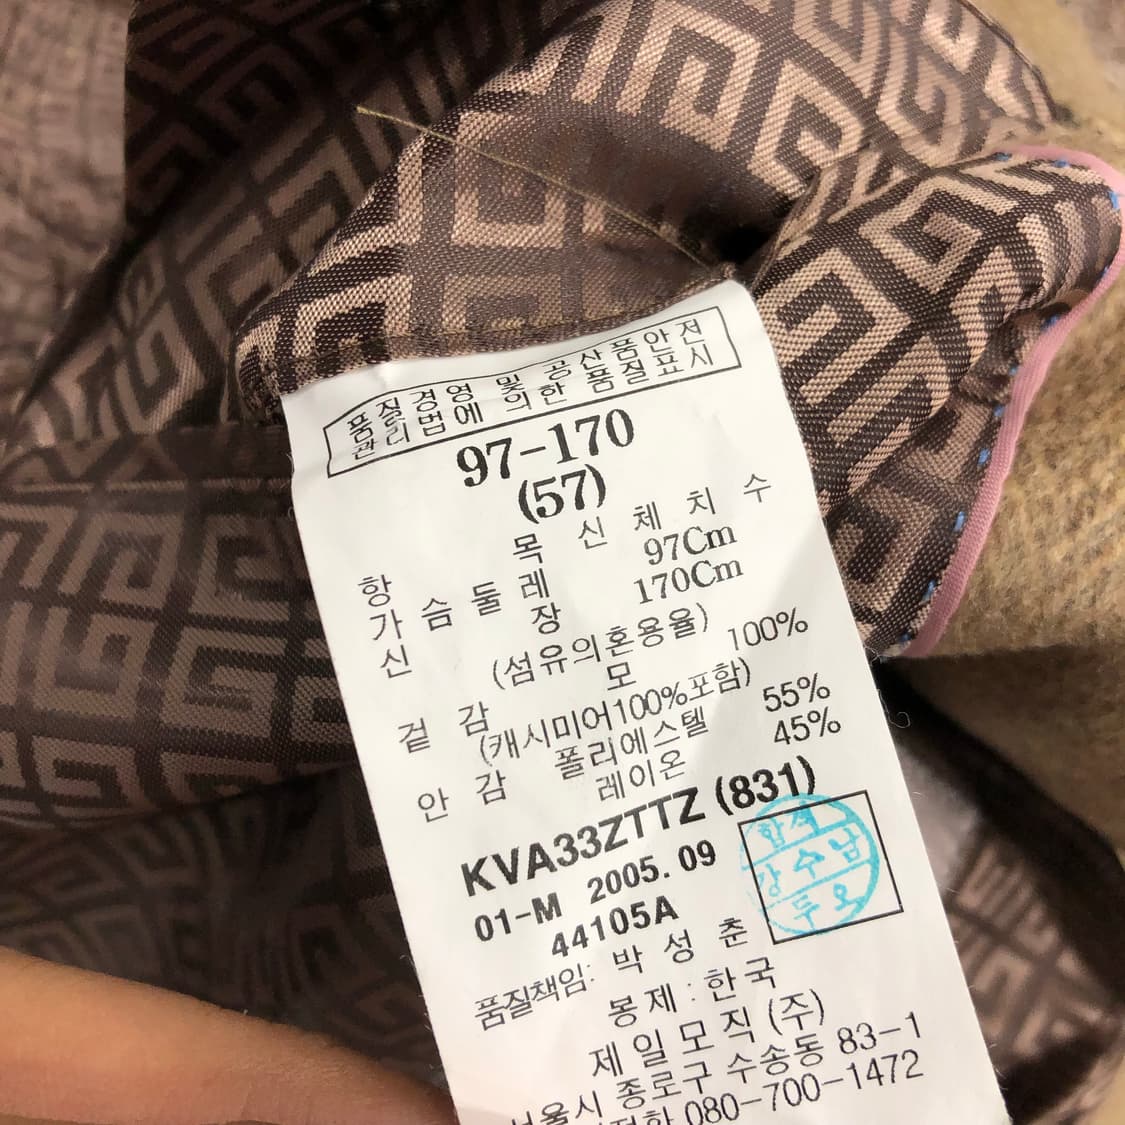 품질경영 및 공산품안전
관리법에 의한 품질표시
97-170
(57)
항 목 신 체 치 수
가 슴 둘 레 97Cm
신 장 170Cm
(섬유의혼용율)
겉 감 모 100%
(캐시미어100%포함)
안 감 폴리에스텔 55%
레이온 45%
KVA33ZTTZ (831)
01-M 2005. 09
44105A
합격
강수남
두오
품질책임: 박 성 춘
봉제 : 한국
제 일 모 직 (주)
서울시 종로구 수송동 83-1
080-700-1472